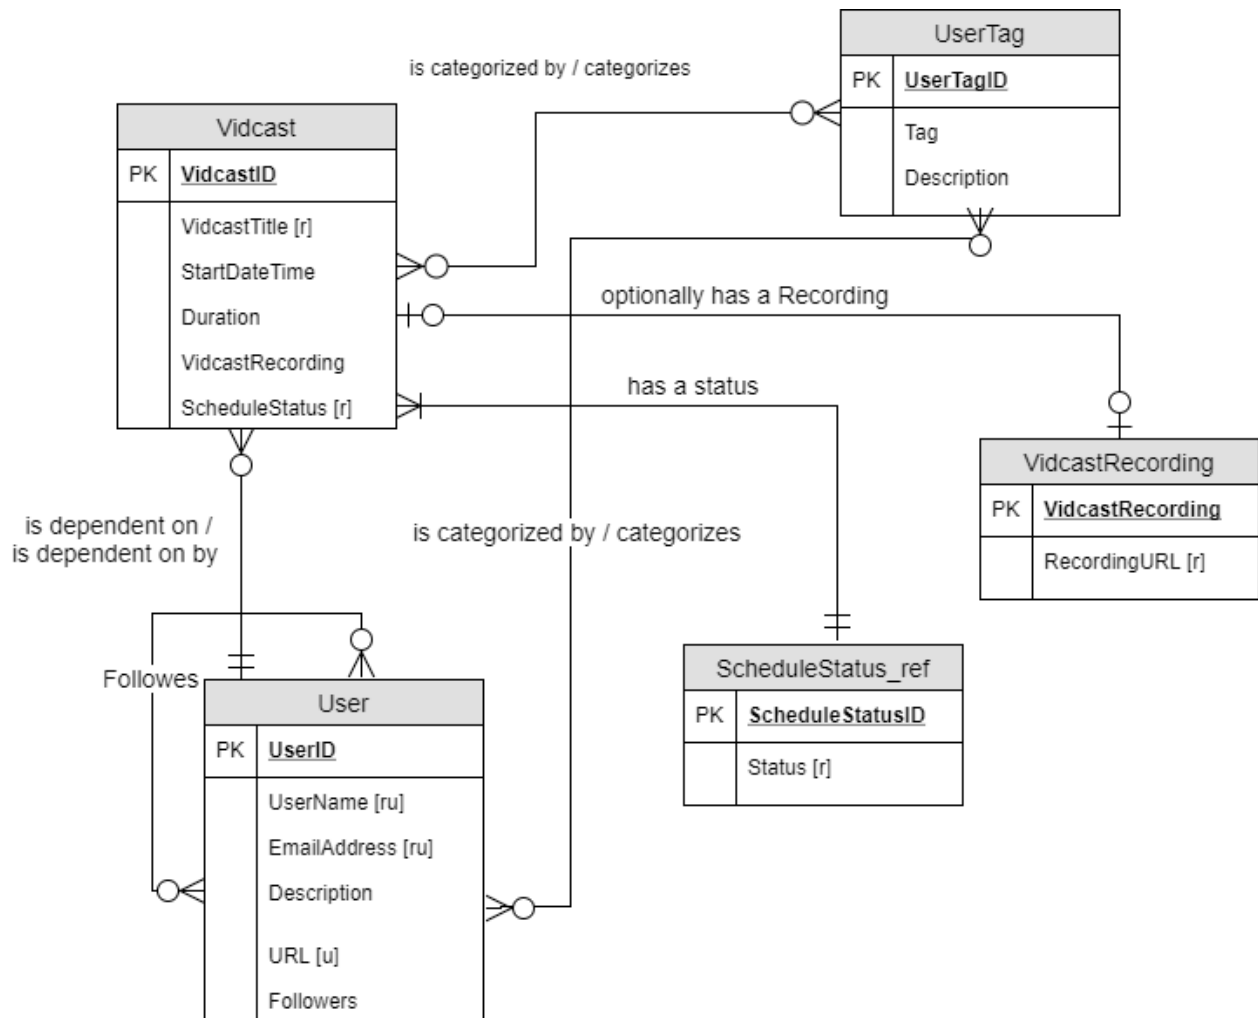 UserTag
PK UserTagID
Tag
Description
is categorized by / categorizes
Vidcast
PK VidcastID
VidcastTitle [r]
StartDateTime
Duration
VidcastRecording
ScheduleStatus [r]
optionally has a Recording
has a status
VidcastRecording
PK VidcastRecording
RecordingURL [r]
is dependent on /
is dependent on by
is categorized by / categorizes
Followes
ScheduleStatus_ref
PK ScheduleStatusID
Status [r]
User
PK UserID
UserName [ru]
EmailAddress [ru]
Description
URL [u]
Followers